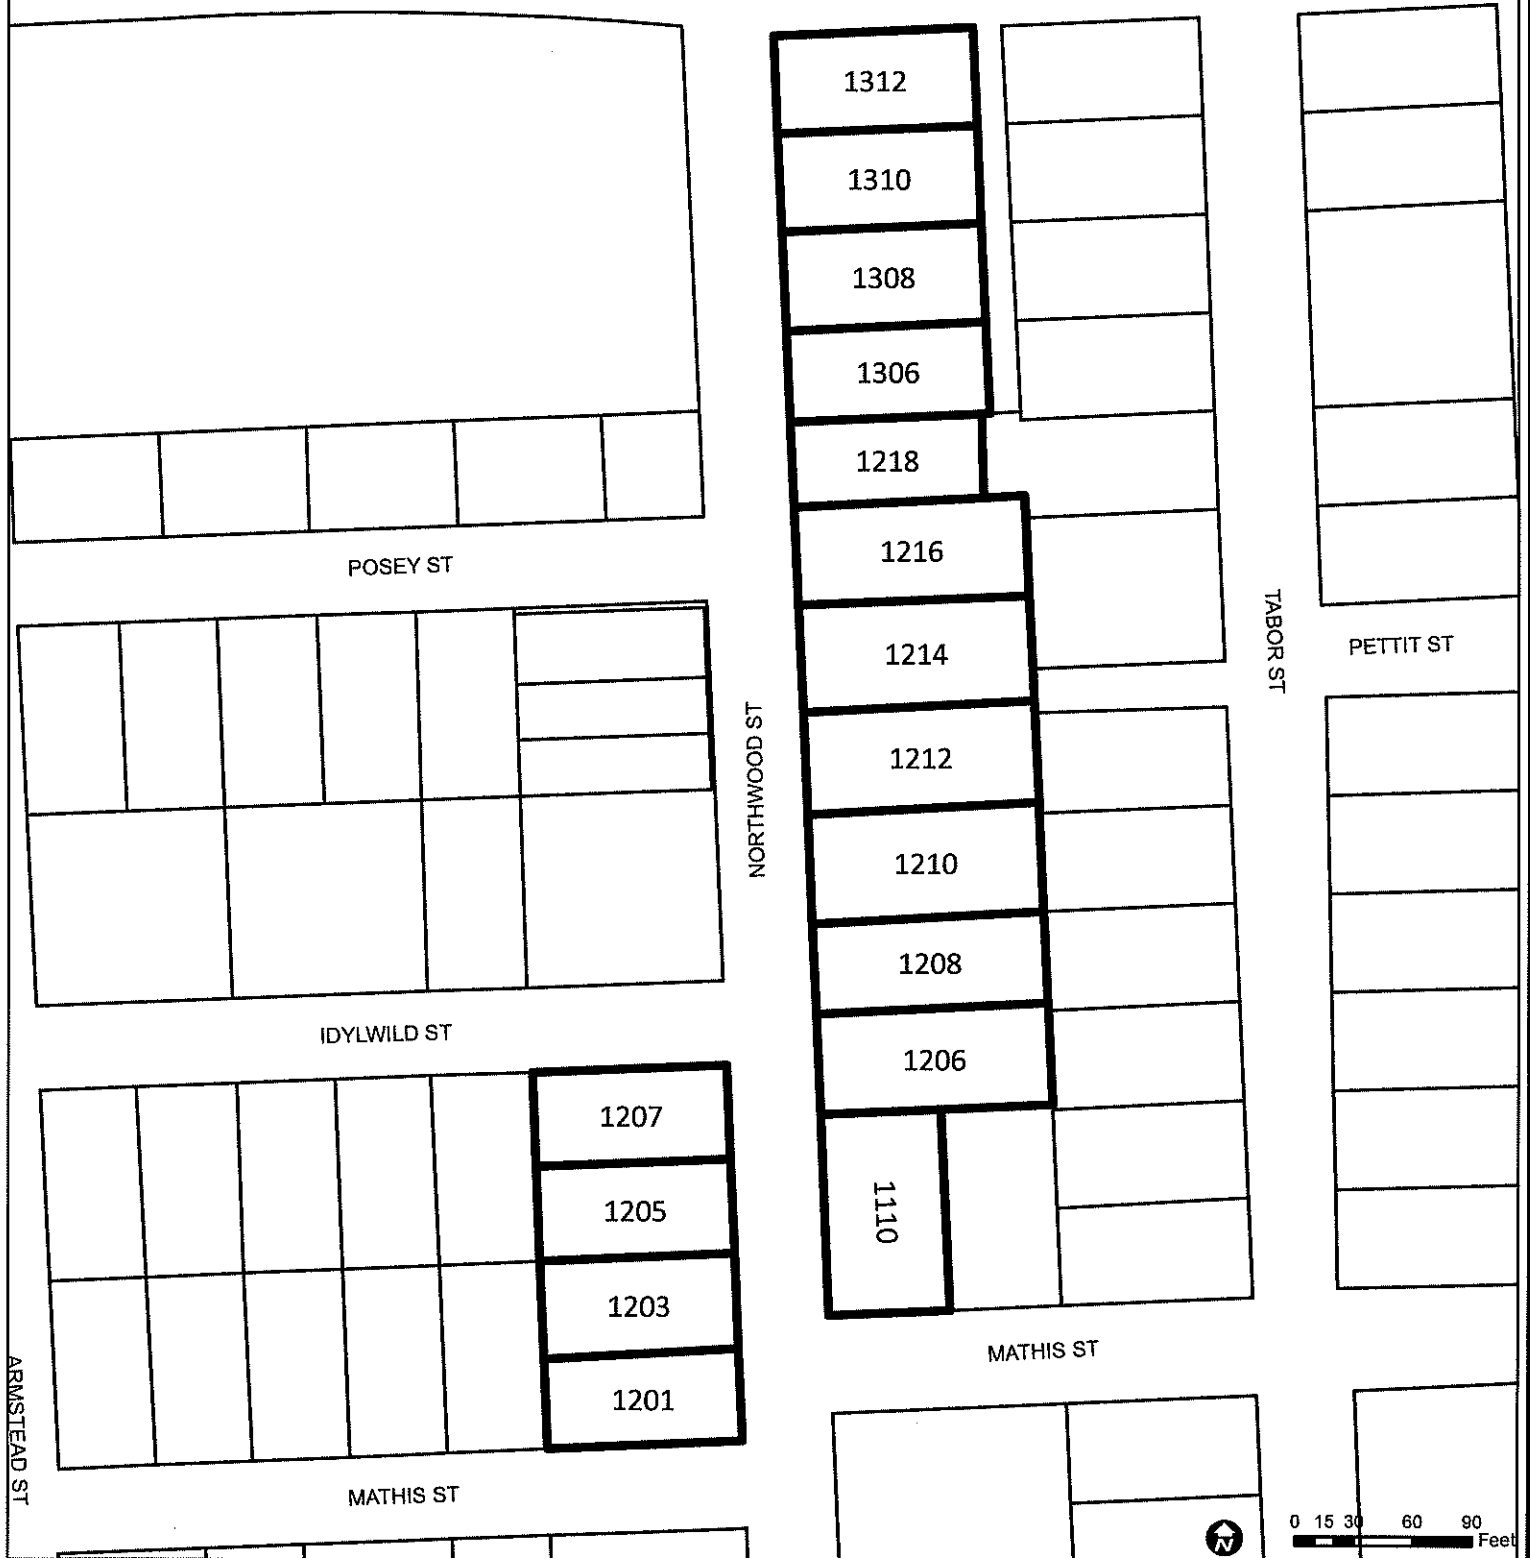 1312
1310
1308
1306
1218
1216
POSEY ST
1214
TABOR ST
PETTIT ST
1212
NORTHWOOD ST
1210
1208
IDYLWILD ST
1206
1207
1205
1110
1203
MATHIS ST
1201
ARMSTEAD ST
MATHIS ST
N
0 15 30 60 90
Feet